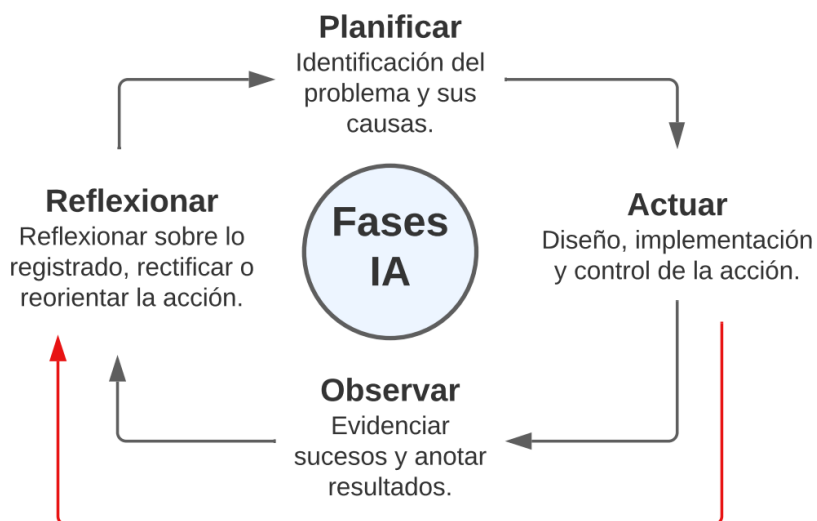 Planificar
Identificación del
problema y sus
causas.
Reflexionar
Reflexionar sobre lo
registrado, rectificar o
reorientar la acción.
Fases
IA
Actuar
Diseño, implementación
y control de la acción.
Observar
Evidenciar
sucesos y anotar
resultados.